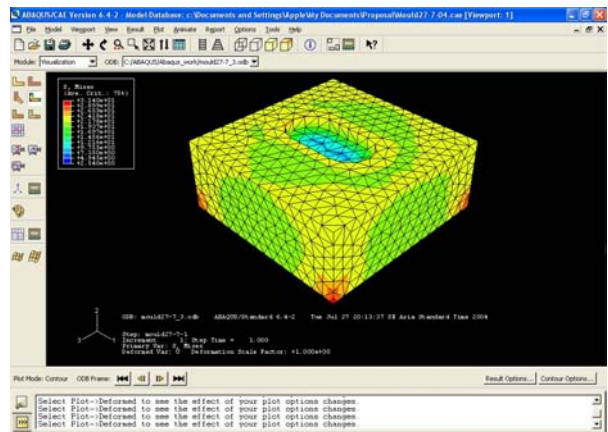 ABAQUS/CAE Version 6.4-2 - Model Database: c:\Documents and Settings\Apple\My Documents\Proposal\Mould27-7-04.cae [Viewport: 1]
File Model Viewport View Result Plot Animate Report Options Tools Help
Module: Visualization ODB: C:/ABAQUS/Abaqus_work/mould27-7_3.odb
S, Mises
(Ave. Crit.: 75%)
ODB: mould27-7_3.odb ABAQUS/Standard 6.4-2 Tue Jul 27 20:13:37 SE Asia Standard Time 2004
Step: mould27-7-1
Increment 1: Step Time = 1.000
Primary Var: S, Mises
Deformed Var: U Deformation Scale Factor: +1.000e+00
2
3 1
Plot Mode: Contour ODB Frame: Result Options... Contour Options...
Select Plot->Deformed to see the effect of your plot options changes.
Select Plot->Deformed to see the effect of your plot options changes.
Select Plot->Deformed to see the effect of your plot options changes.
Select Plot->Deformed to see the effect of your plot options changes.